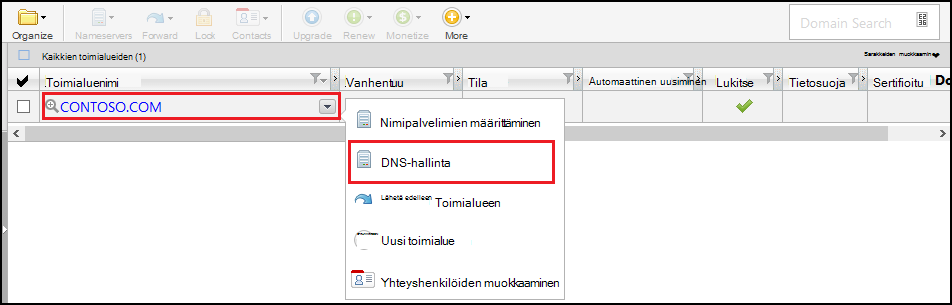 Organize Nameservers Forward Lock Contacts Upgrade Renew Monetize More Domain Search
Kaikkien toimialueiden (1) Sarakkeiden muokkaaminen
Toimialuenimi Vanhentuu Tila Automaattinen uusiminen Lukitse Tietosuoja Sertifioitu Do
CONTOSO.COM
Nimipalvelimien määrittäminen
DNS-hallinta
Lähetä edelleen Toimialueen
Uusi toimialue
Yhteyshenkilöiden muokkaaminen